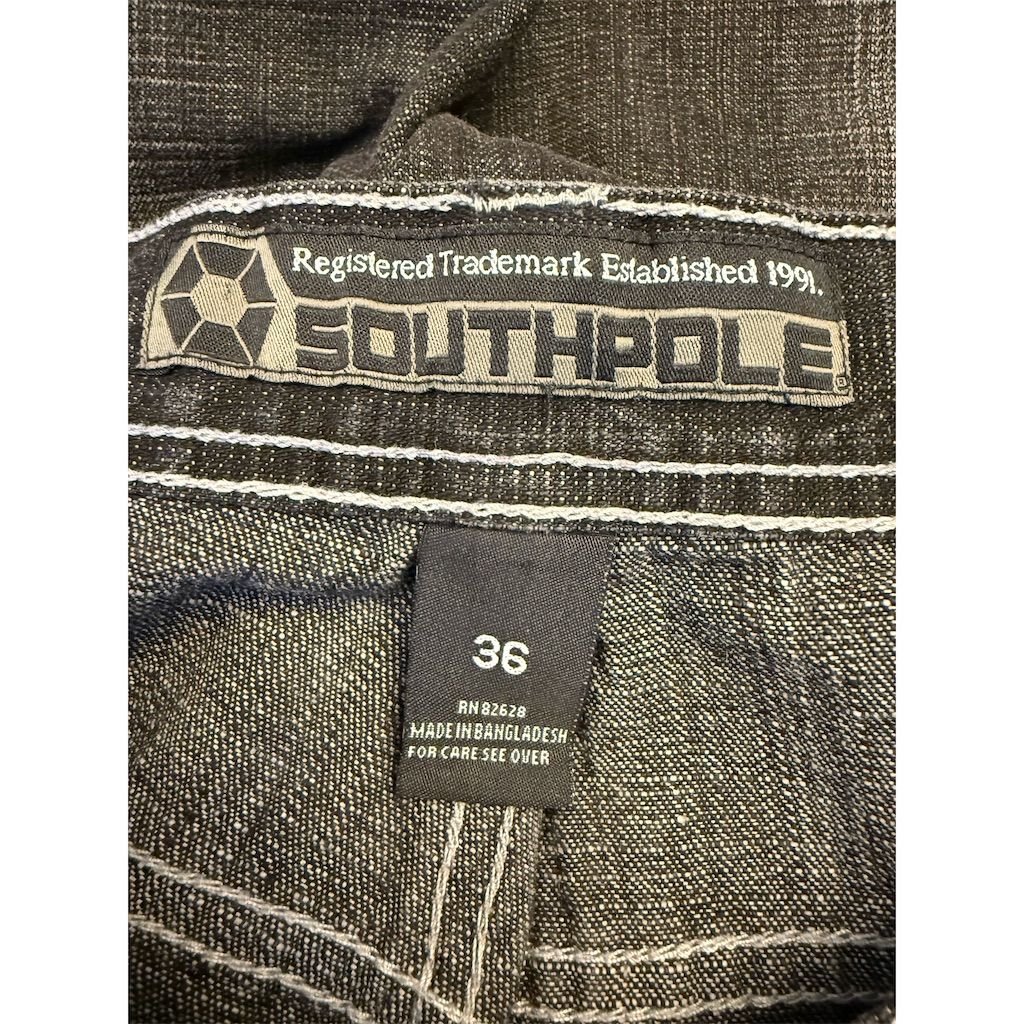 Registered Trademark Established 1991.
SOUTHPOLE®
36
RN 82628
MADE IN BANGLADESH
FOR CARE SEE OVER